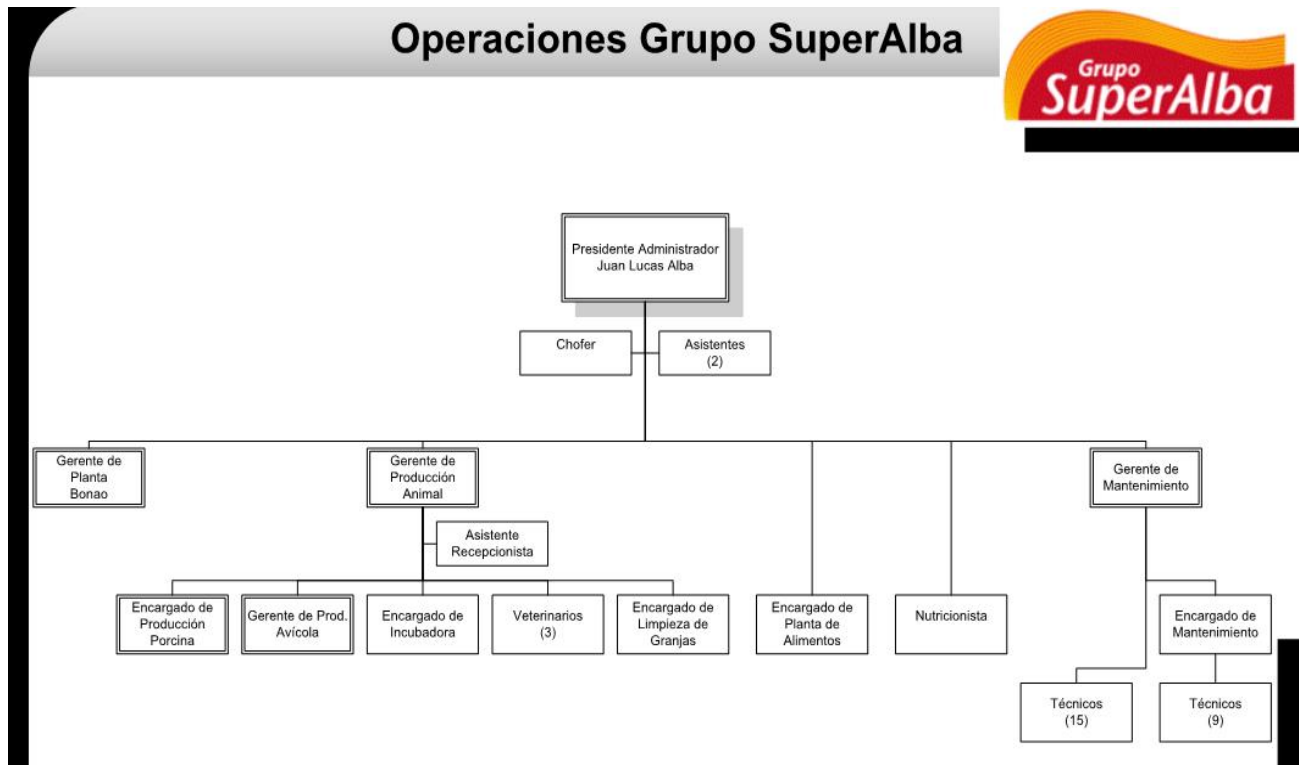 Operaciones Grupo SuperAlba
Grupo
SuperAlba
Presidente Administrador
Juan Lucas Alba
Chofer
Asistentes
(2)
Gerente de
Planta
Bonao
Gerente de
Producción
Animal
Gerente de
Mantenimiento
Asistente
Recepcionista
Encargado de
Producción
Porcina
Gerente de Prod.
Avícola
Encargado de
Incubadora
Veterinarios
(3)
Encargado de
Limpieza de
Granjas
Encargado de
Planta de
Alimentos
Nutricionista
Encargado de
Mantenimiento
Técnicos
(15)
Técnicos
(9)